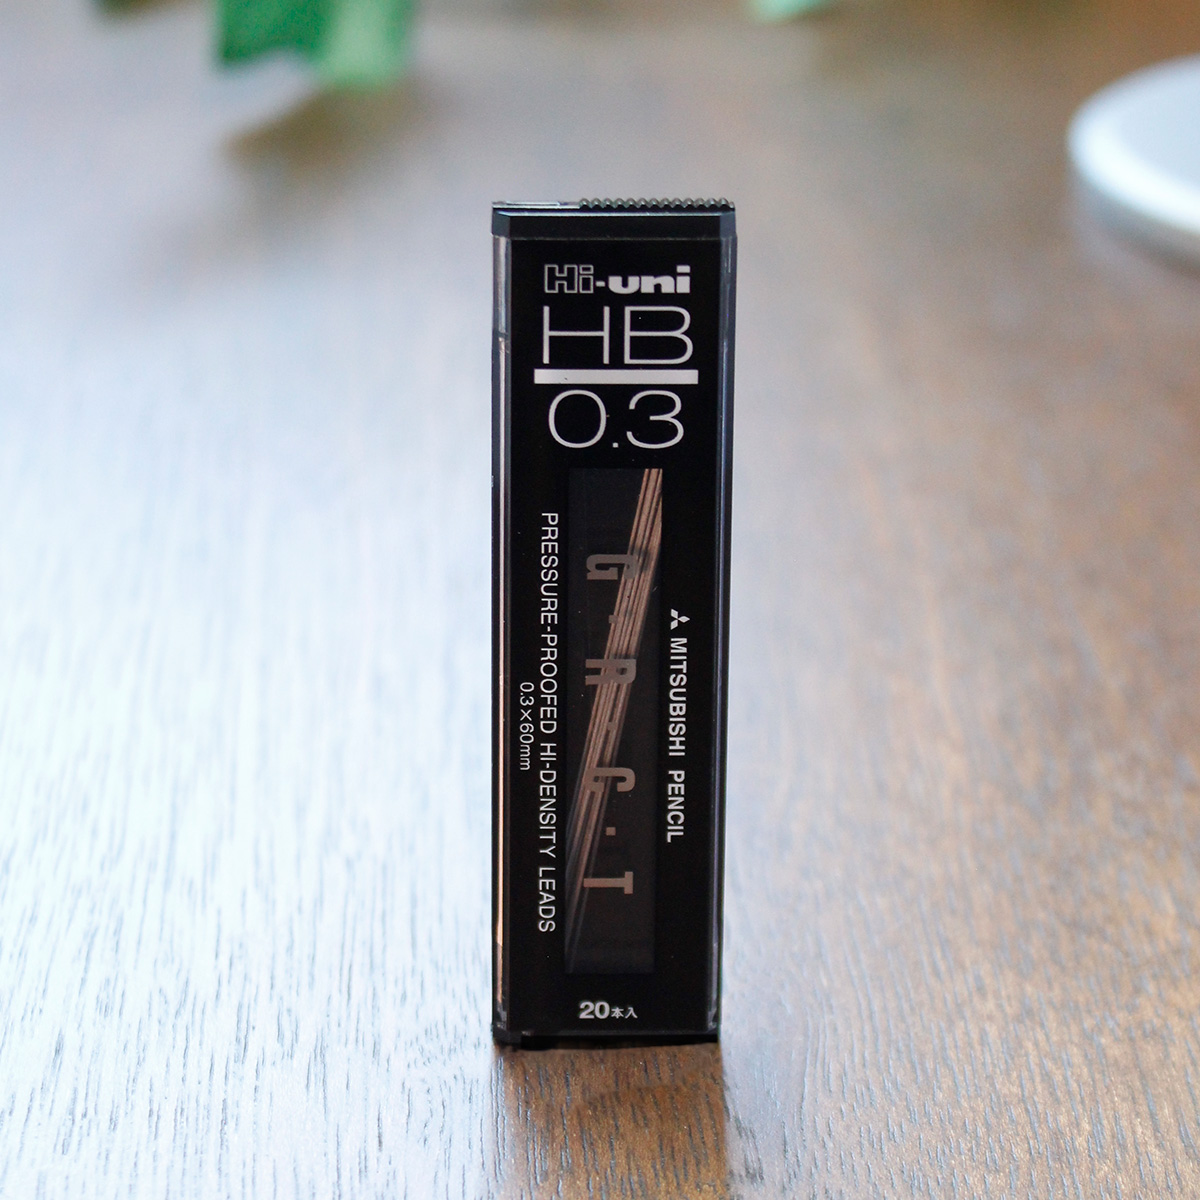 Hi-uni
HB
0.3
MITSUBISHI PENCIL
G・R・C・T
PRESSURE-PROOFED HI-DENSITY LEADS
0.3×60mm
20本入